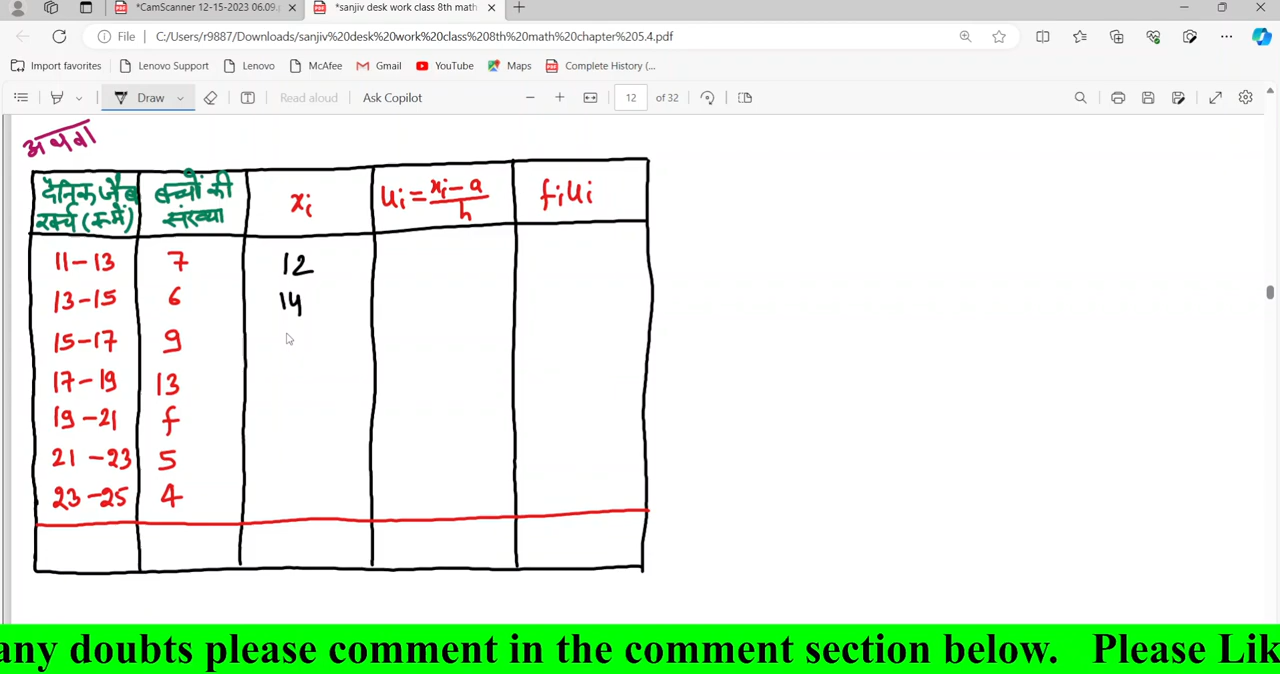 *CamScanner 12-15-2023 06.09.
*sanjiv desk work class 8th math
File
C:/Users/r9887/Downloads/sanjiv%20desk%20work%20class%208th%20math%20chapter%205.4.pdf
Import favorites
Lenovo Support
Lenovo
McAfee
Gmail
YouTube
Maps
Complete History (...
Draw
Read aloud
Ask Copilot
12
of 32
अथवा
दैनिक जेब बच्चों की xᵢ uᵢ = (xᵢ – a)/h fᵢuᵢ
खर्च (रू में) संख्या
11 – 13 7 12
13 – 15 6 14
15 – 17 9
17 – 19 13
19 – 21 f
21 – 23 5
23 – 25 4
any doubts please comment in the comment section below. Please Lik